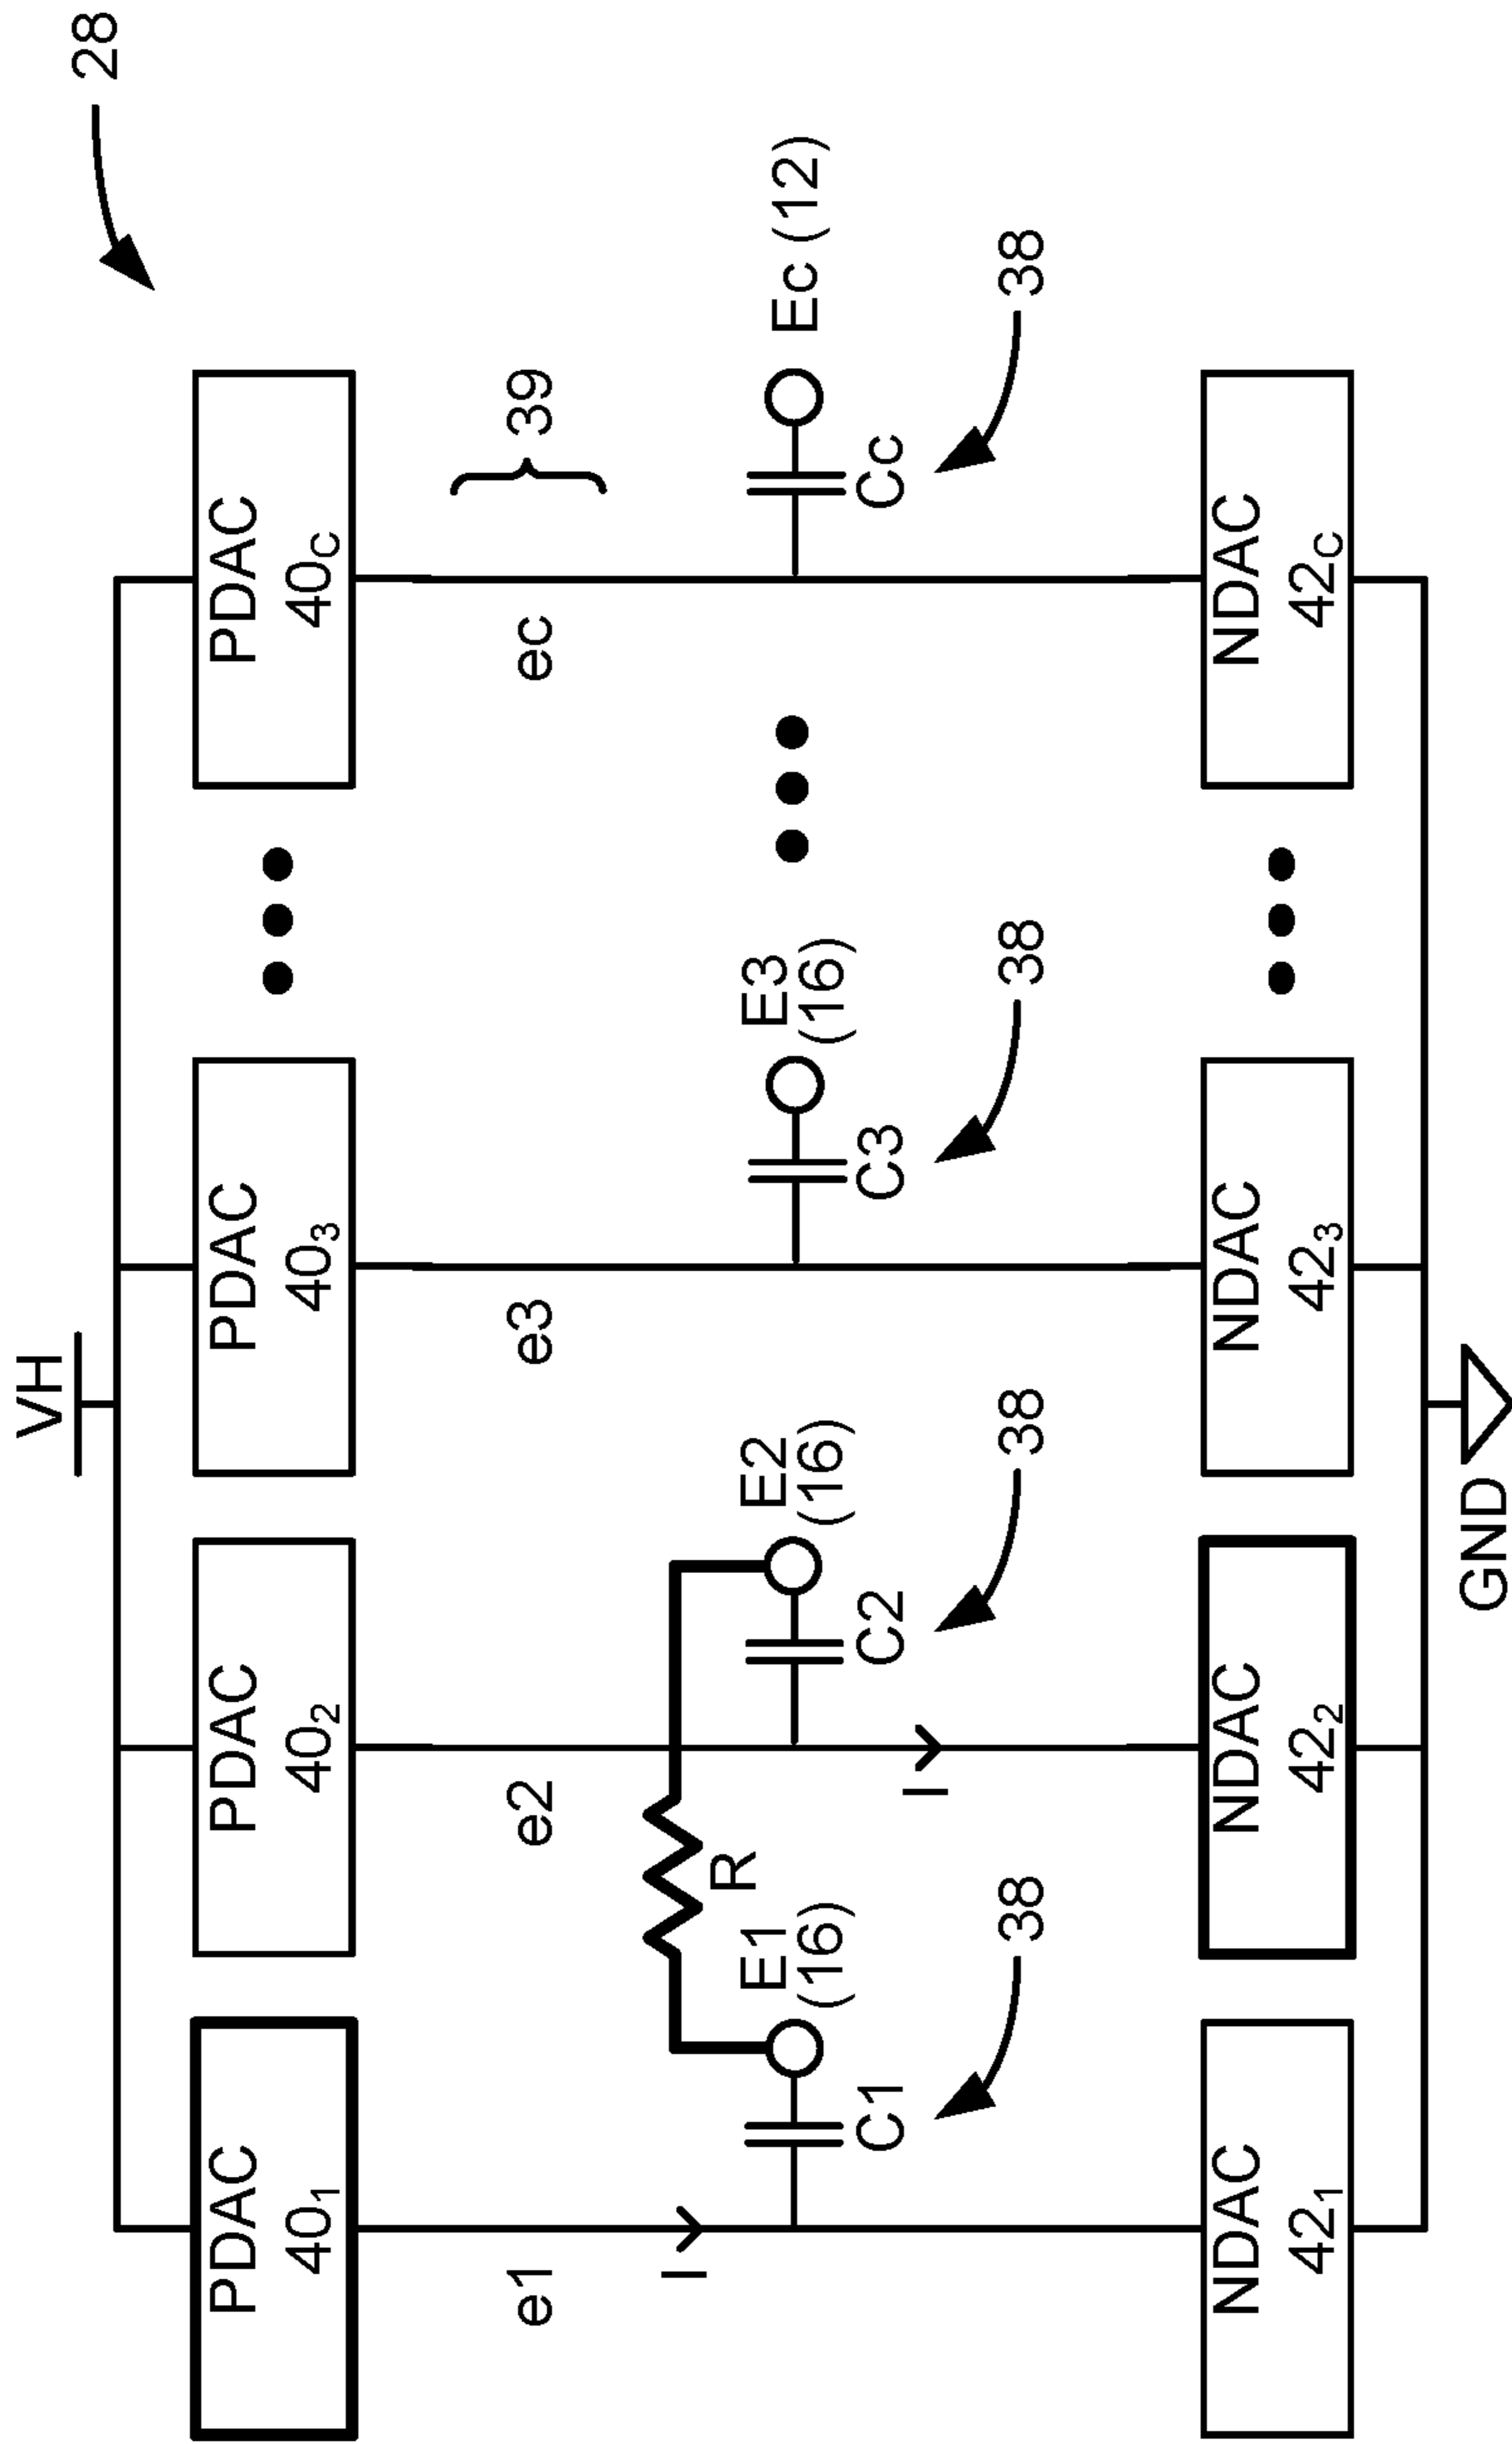 28
VH
PDAC
40₁
PDAC
40₂
PDAC
40₃
PDAC
40C
e1
e2
e3
ec
39
I
R
E1
(16)
E2
(16)
E3
(16)
Ec (12)
C1
C2
C3
Cc
I
38
38
38
38
NDAC
42₁
NDAC
42₂
NDAC
42₃
NDAC
42C
GND